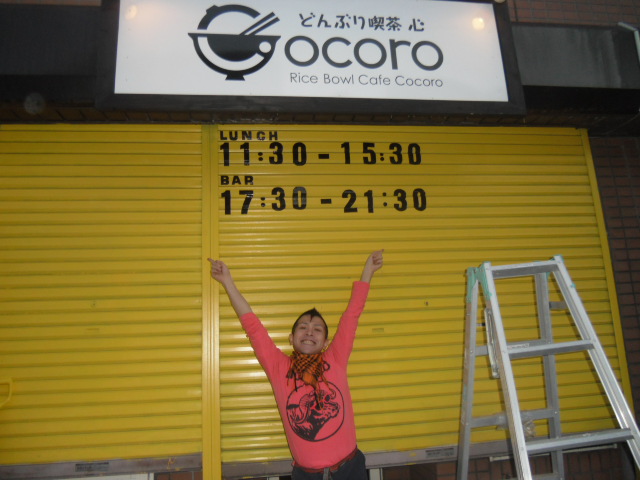 どんぶり喫茶 心
Cocoro
Rice Bowl Cafe Cocoro
LUNCH
11:30 - 15:30
BAR
17:30 - 21:30